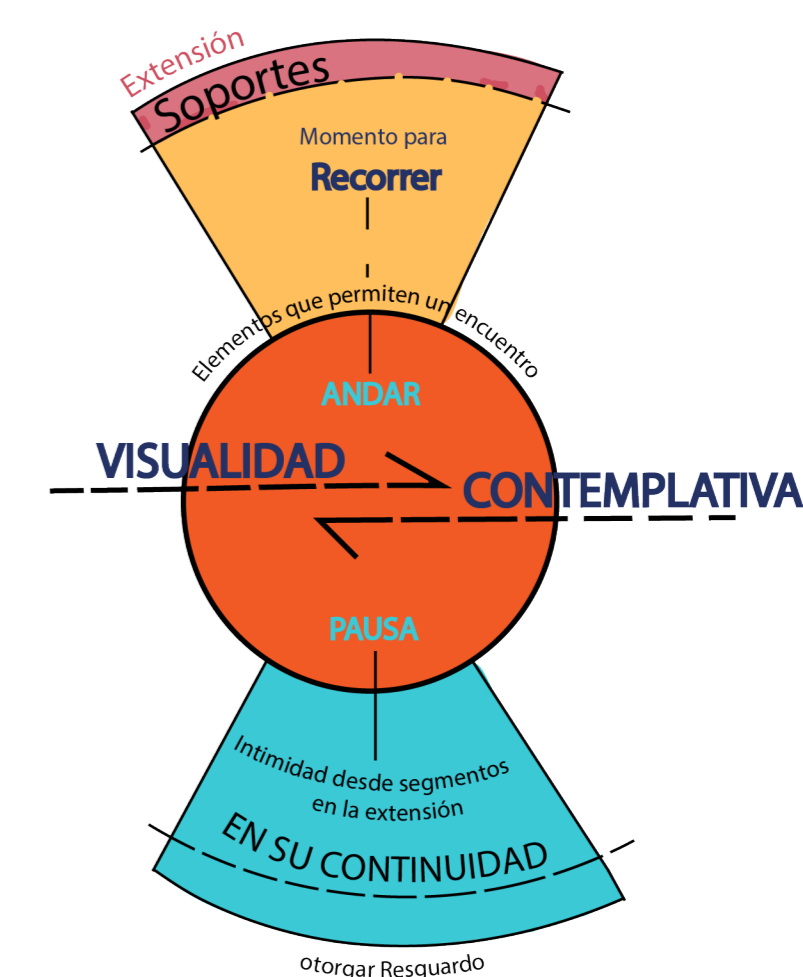 Extensión
Soportes
Momento para
Recorrer
Elementos que permiten un encuentro
ANDAR
VISUALIDAD
CONTEMPLATIVA
PAUSA
Intimidad desde segmentos
en la extensión
EN SU CONTINUIDAD
otorgar Resguardo